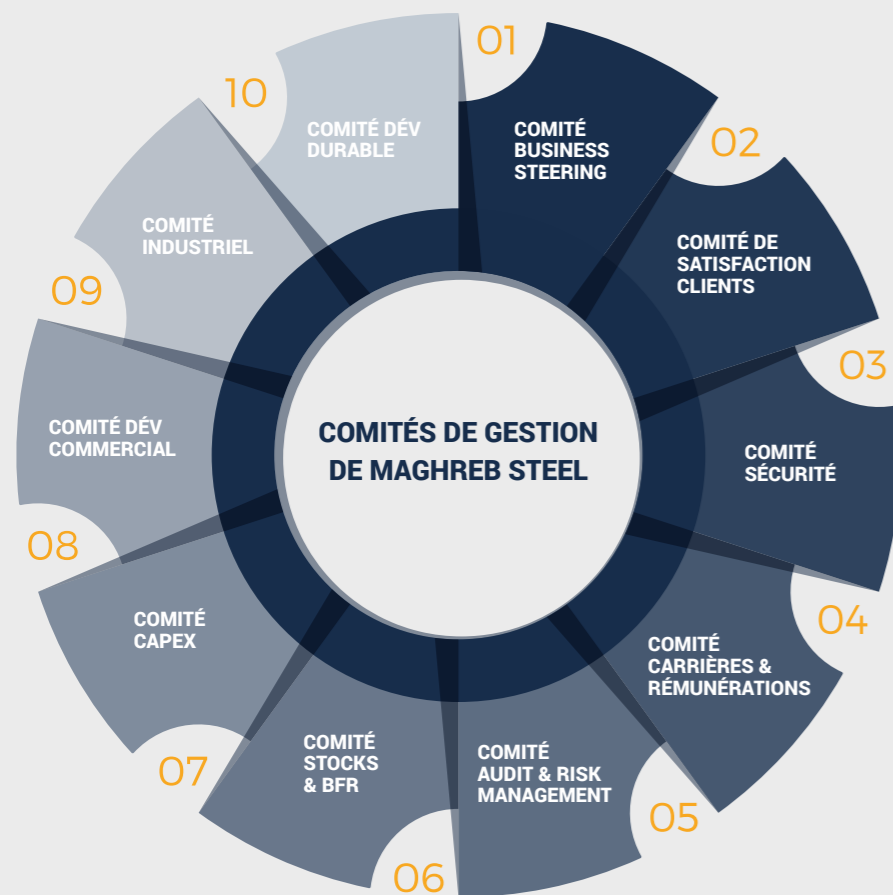 COMITÉS DE GESTION
DE MAGHREB STEEL
01
COMITÉ
BUSINESS
STEERING
02
COMITÉ DE
SATISFACTION
CLIENTS
03
COMITÉ
SÉCURITÉ
04
COMITÉ
CARRIÈRES &
RÉMUNÉRATIONS
05
COMITÉ
AUDIT & RISK
MANAGEMENT
06
COMITÉ
STOCKS
& BFR
07
COMITÉ
CAPEX
08
COMITÉ DÉV
COMMERCIAL
09
COMITÉ
INDUSTRIEL
10
COMITÉ DÉV
DURABLE